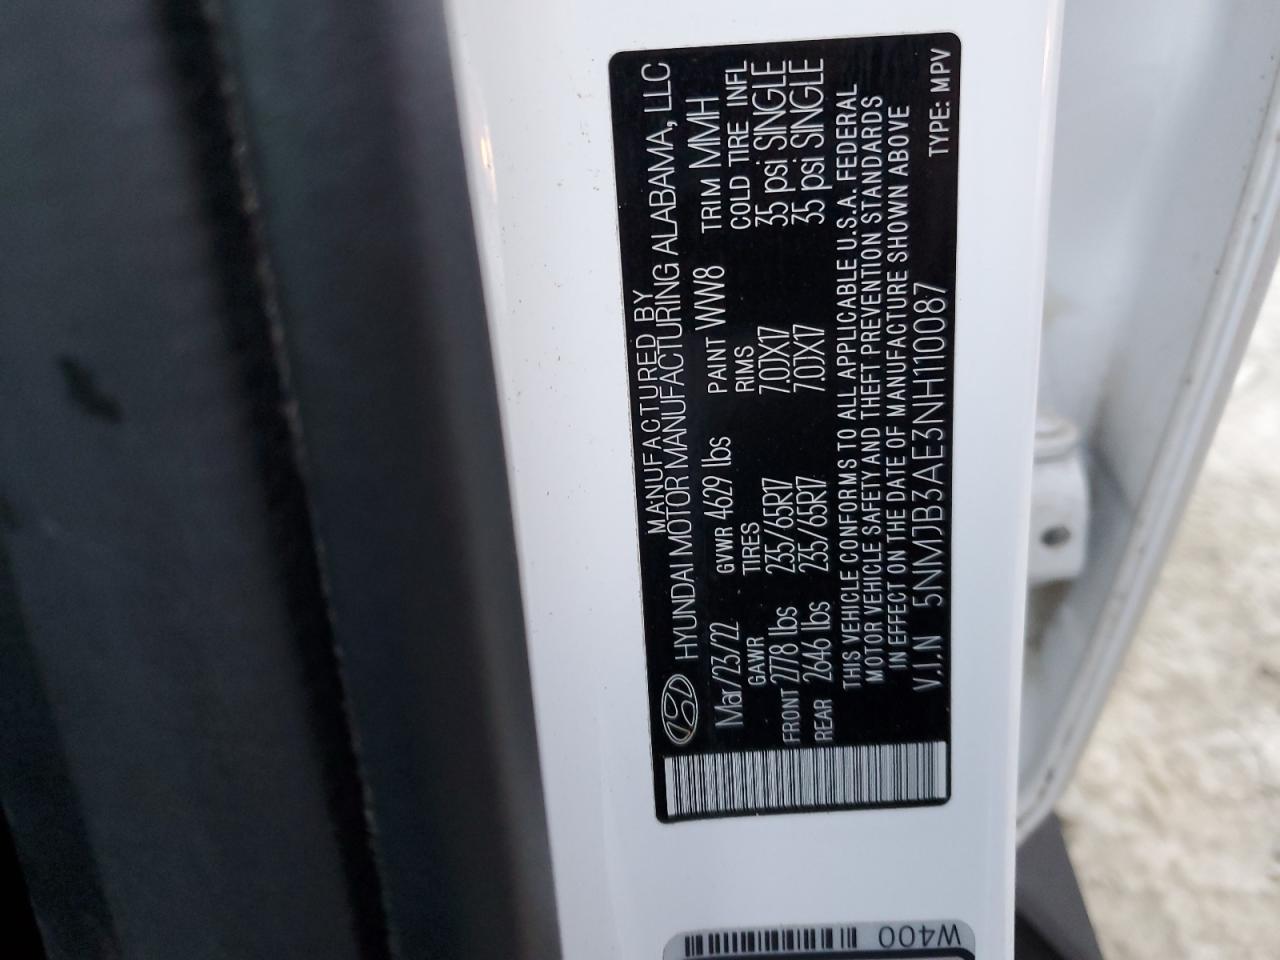 MANUFACTURED BY
HYUNDAI MOTOR MANUFACTURING ALABAMA, LLC
Mar/23/22 GVWR 4629 lbs PAINT WW8 TRIM MMH
GAWR TIRES RIMS COLD TIRE INFL
FRONT 2778 lbs 235/65R17 7.0JX17 35 psi SINGLE
REAR 2646 lbs 235/65R17 7.0JX17 35 psi SINGLE
THIS VEHICLE CONFORMS TO ALL APPLICABLE U.S.A. FEDERAL
MOTOR VEHICLE SAFETY AND THEFT PREVENTION STANDARDS
IN EFFECT ON THE DATE OF MANUFACTURE SHOWN ABOVE
V.I.N 5NMJB3AE3NH110087 TYPE: MPV
W400